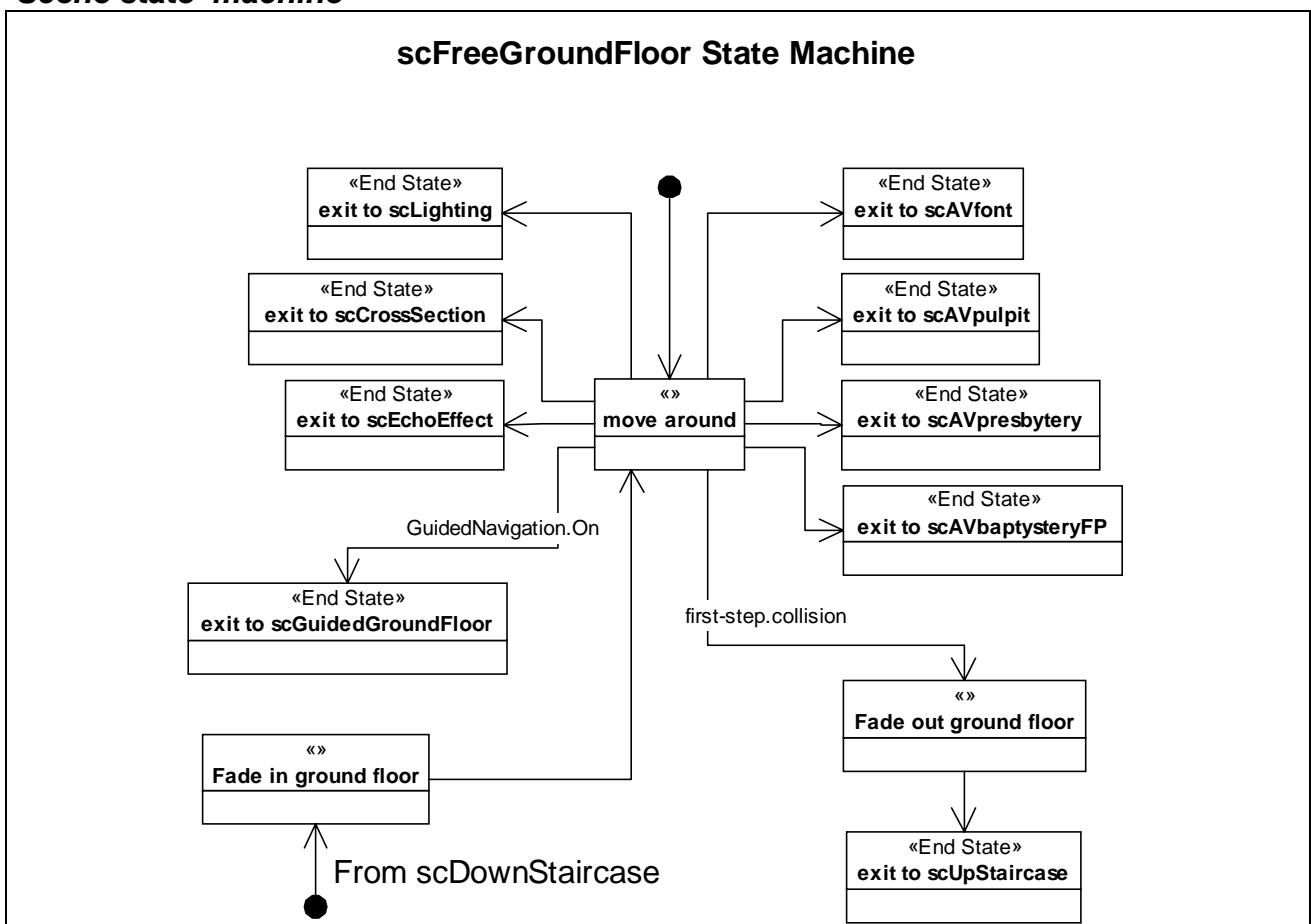 Scene state machine
scFreeGroundFloor State Machine
«End State»
exit to scLighting
«End State»
exit to scAVfont
«End State»
exit to scCrossSection
«End State»
exit to scAVpulpit
«End State»
exit to scEchoEffect
«»
move around
«End State»
exit to scAVpresbytery
«End State»
exit to scAVbaptysteryFP
GuidedNavigation.On
«End State»
exit to scGuidedGroundFloor
first-step.collision
«»
Fade out ground floor
«»
Fade in ground floor
«End State»
exit to scUpStaircase
From scDownStaircase